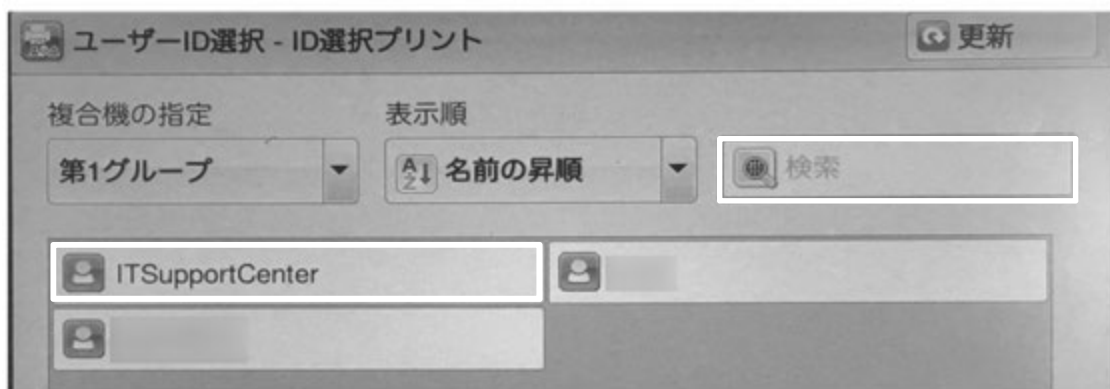 ユーザーID選択 - ID選択プリント
更新
複合機の指定
表示順
第1グループ
名前の昇順
検索
ITSupportCenter